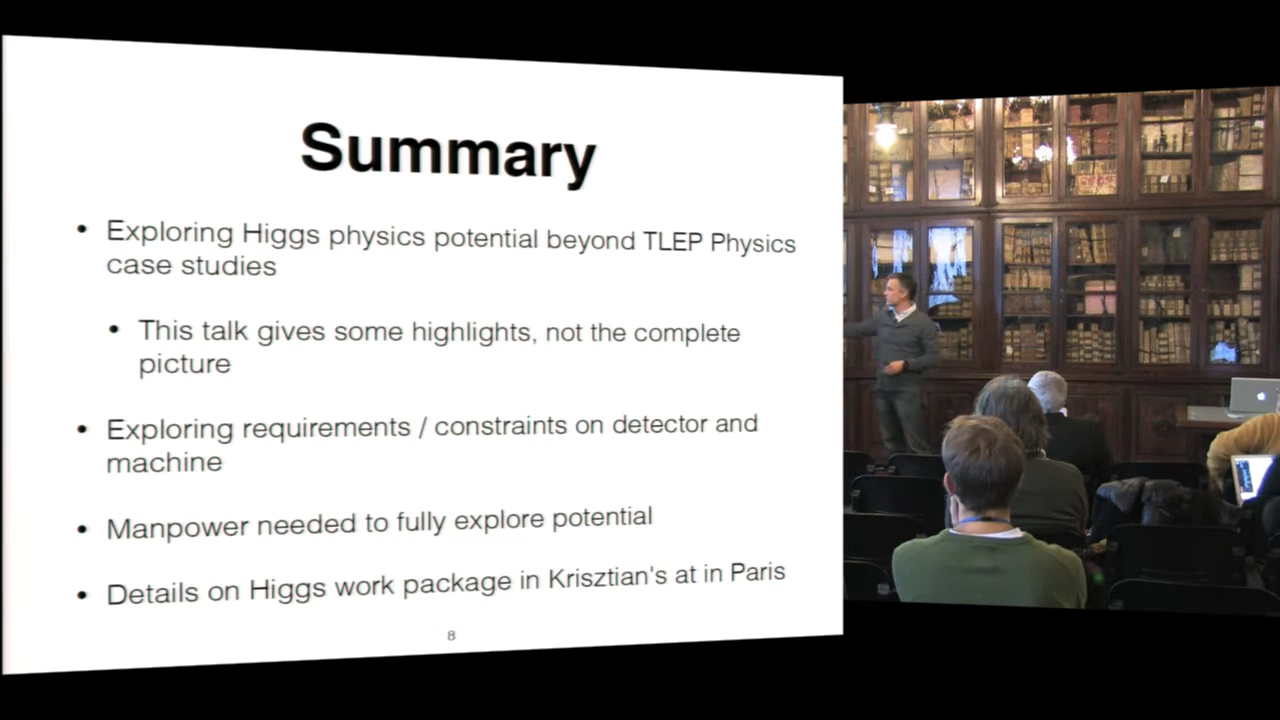 Summary
• Exploring Higgs physics potential beyond TLEP Physics
case studies
• This talk gives some highlights, not the complete
picture
• Exploring requirements / constraints on detector and
machine
• Manpower needed to fully explore potential
• Details on Higgs work package in Krisztian's at in Paris
8